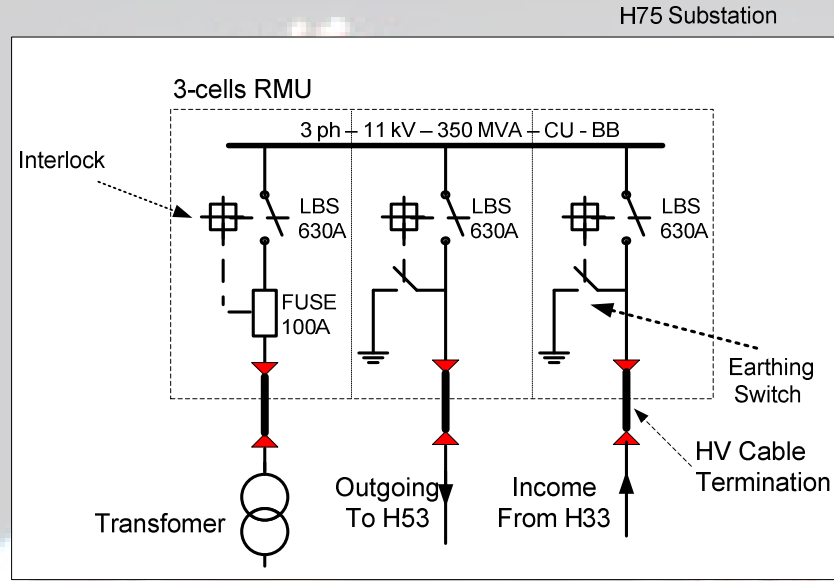 H75 Substation
3-cells RMU
3 ph – 11 kV – 350 MVA – CU - BB
Interlock
LBS
630A
LBS
630A
LBS
630A
FUSE
100A
Earthing
Switch
HV Cable
Termination
Outgoing
To H53
Income
From H33
Transfomer